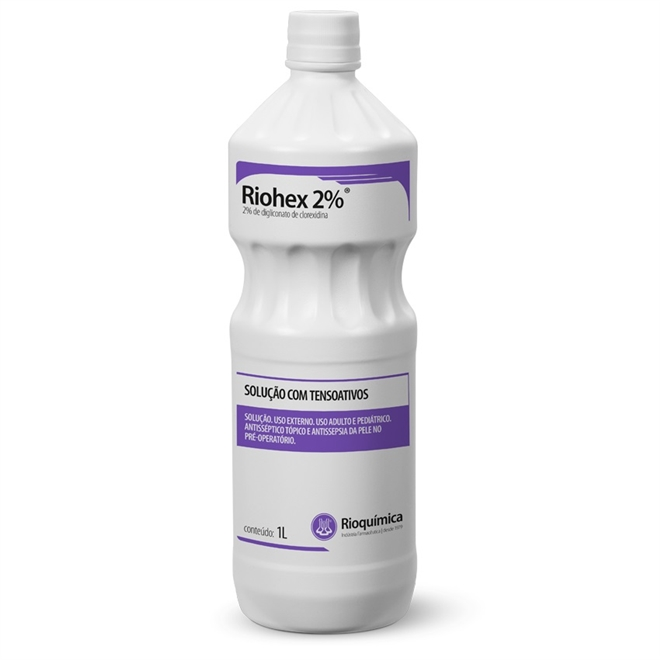 Riohex 2%®
2% de digliconato de clorexidina
SOLUÇÃO COM TENSOATIVOS
SOLUÇÃO. USO EXTERNO. USO ADULTO E PEDIÁTRICO.
ANTISSÉPTICO TÓPICO E ANTISSEPSIA DA PELE NO
PRÉ-OPERATÓRIO.
conteúdo: 1L
Rioquímica